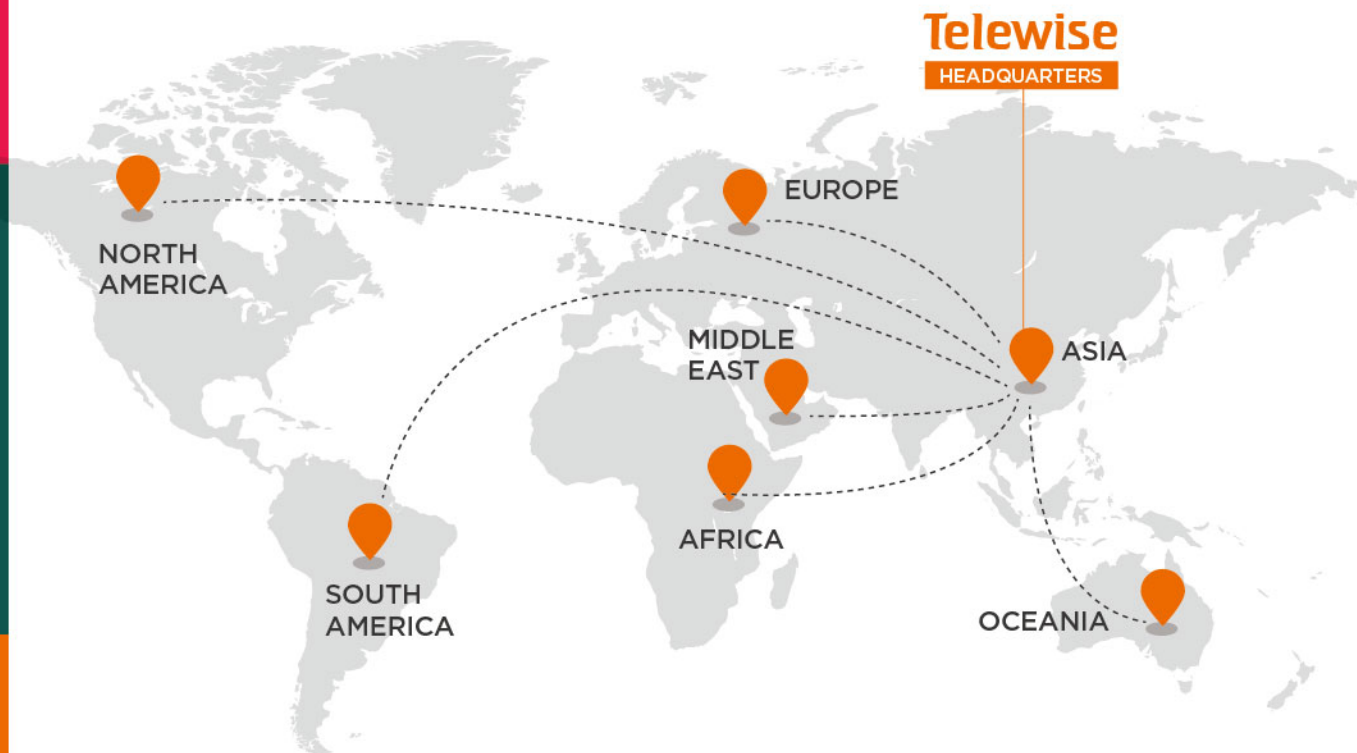 Telewise
HEADQUARTERS
EUROPE
NORTH
AMERICA
MIDDLE
EAST
ASIA
AFRICA
SOUTH
AMERICA
OCEANIA